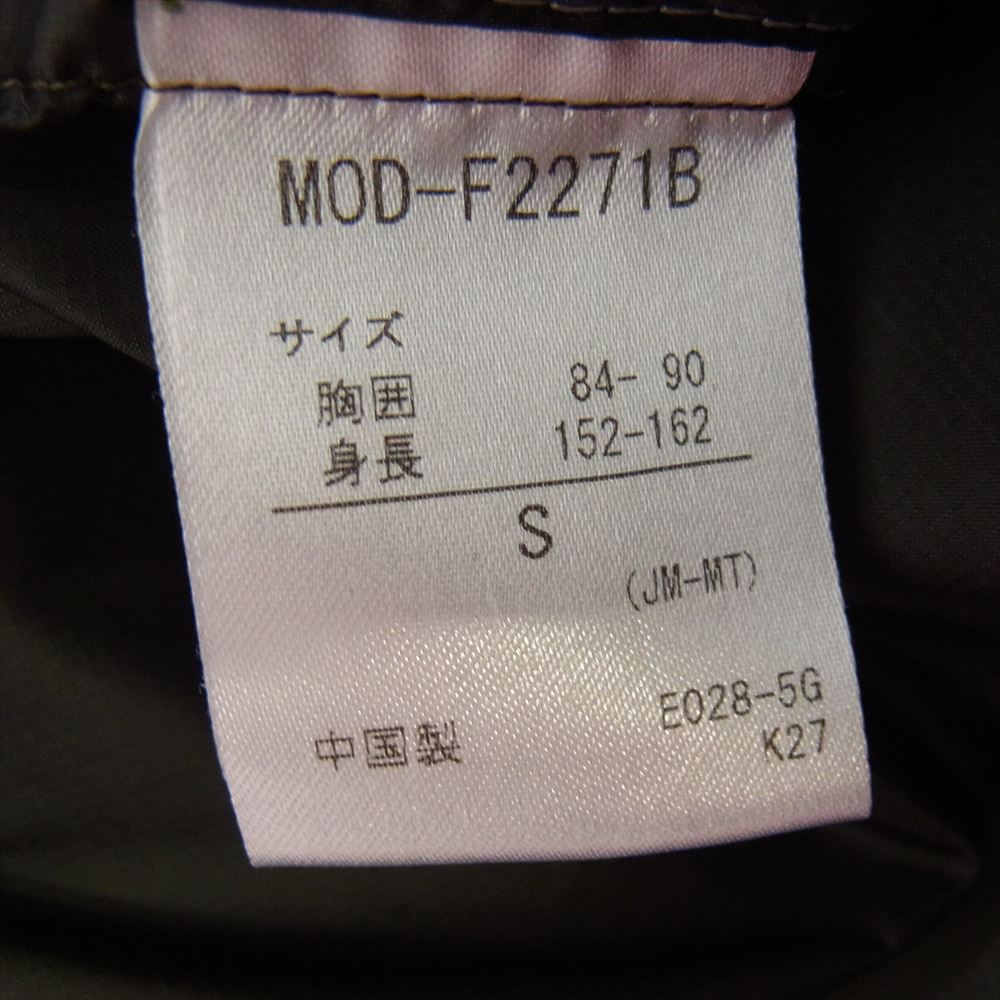 MOD-F2271B
サイズ
胸囲 84- 90
身長 152-162
S
(JM-MT)
E028-5G
中国製 K27